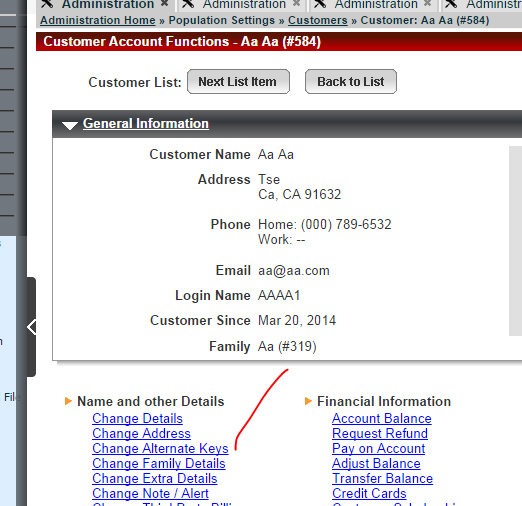 Administration Administration Administration Administr
Administration Home » Population Settings » Customers » Customer: Aa Aa (#584)
Customer Account Functions - Aa Aa (#584)
Customer List: Next List Item Back to List
General Information
Customer Name Aa Aa
Address Tse
Ca, CA 91632
Phone Home: (000) 789-6532
Work: --
Email aa@aa.com
Login Name AAAA1
Customer Since Mar 20, 2014
Family Aa (#319)
File
Name and other Details Financial Information
Change Details Account Balance
Change Address Request Refund
Change Alternate Keys Pay on Account
Change Family Details Adjust Balance
Change Extra Details Transfer Balance
Change Note / Alert Credit Cards